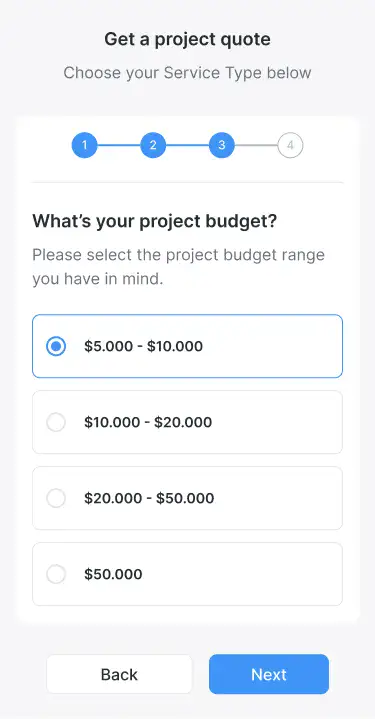 Get a project quote
Choose your Service Type below
1 2 3 4
What's your project budget?
Please select the project budget range
you have in mind.
$5.000 - $10.000
$10.000 - $20.000
$20.000 - $50.000
$50.000
Back Next